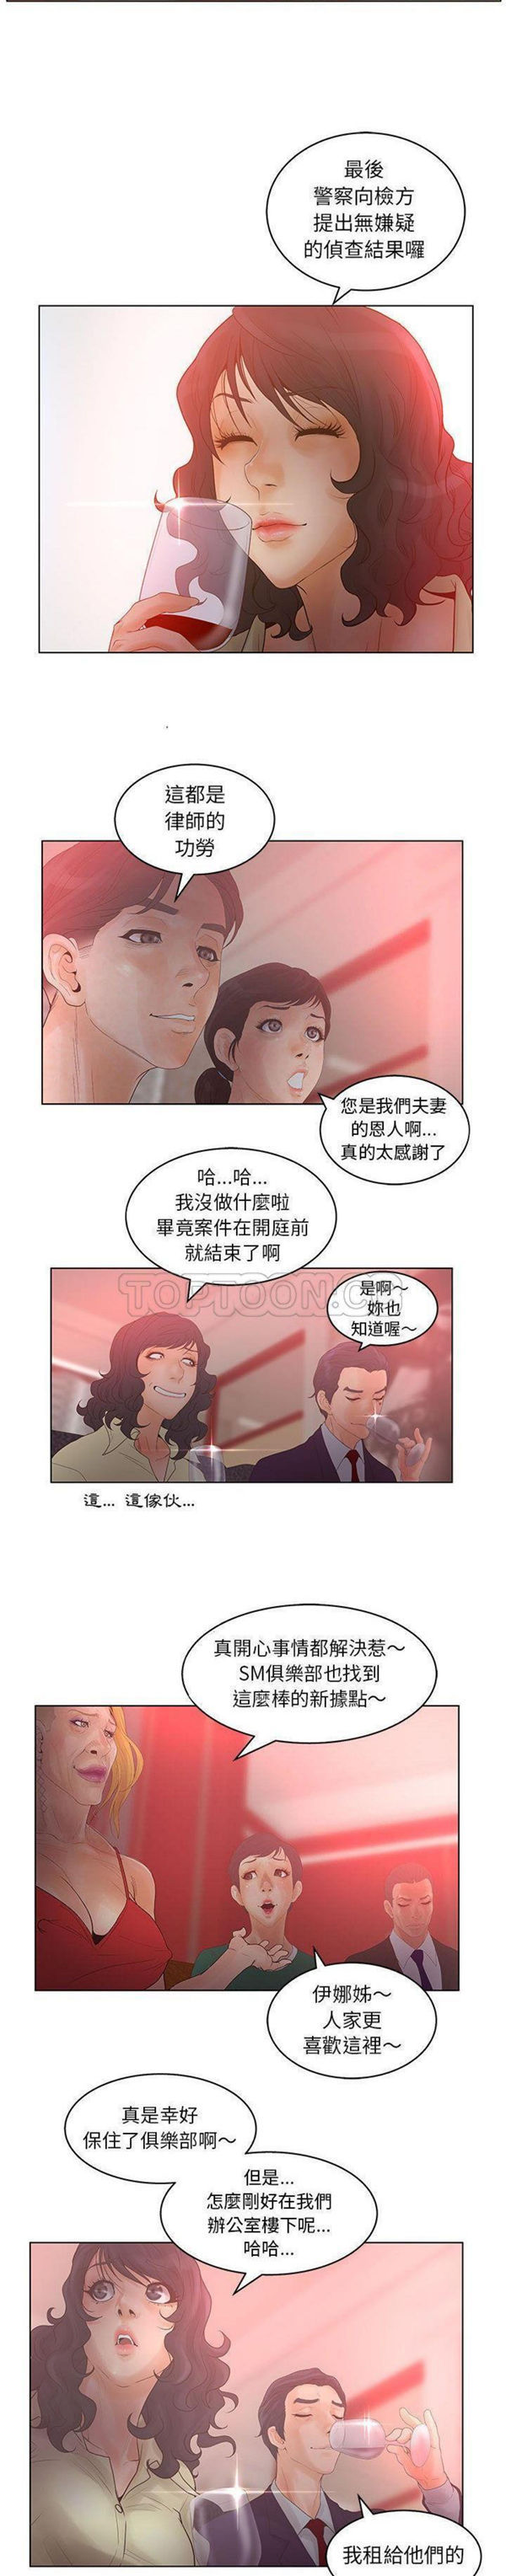 最後
警察向檢方
提出無嫌疑
的偵查結果囉
這都是
律師的
功勞
您是我們夫妻
的恩人啊...
真的太感謝了
哈...哈...
我沒做什麼啦
畢竟案件在開庭前
就結束了啊
TOPTOON.CO
是啊～
妳也
知道喔～
這... 這傢伙...
真開心事情都解決惹～
SM俱樂部也找到
這麼棒的新據點～
伊娜姊～
人家更
喜歡這裡～
真是幸好
保住了俱樂部啊～
但是...
怎麼剛好在我們
辦公室樓下呢...
哈哈...
我租給他們的